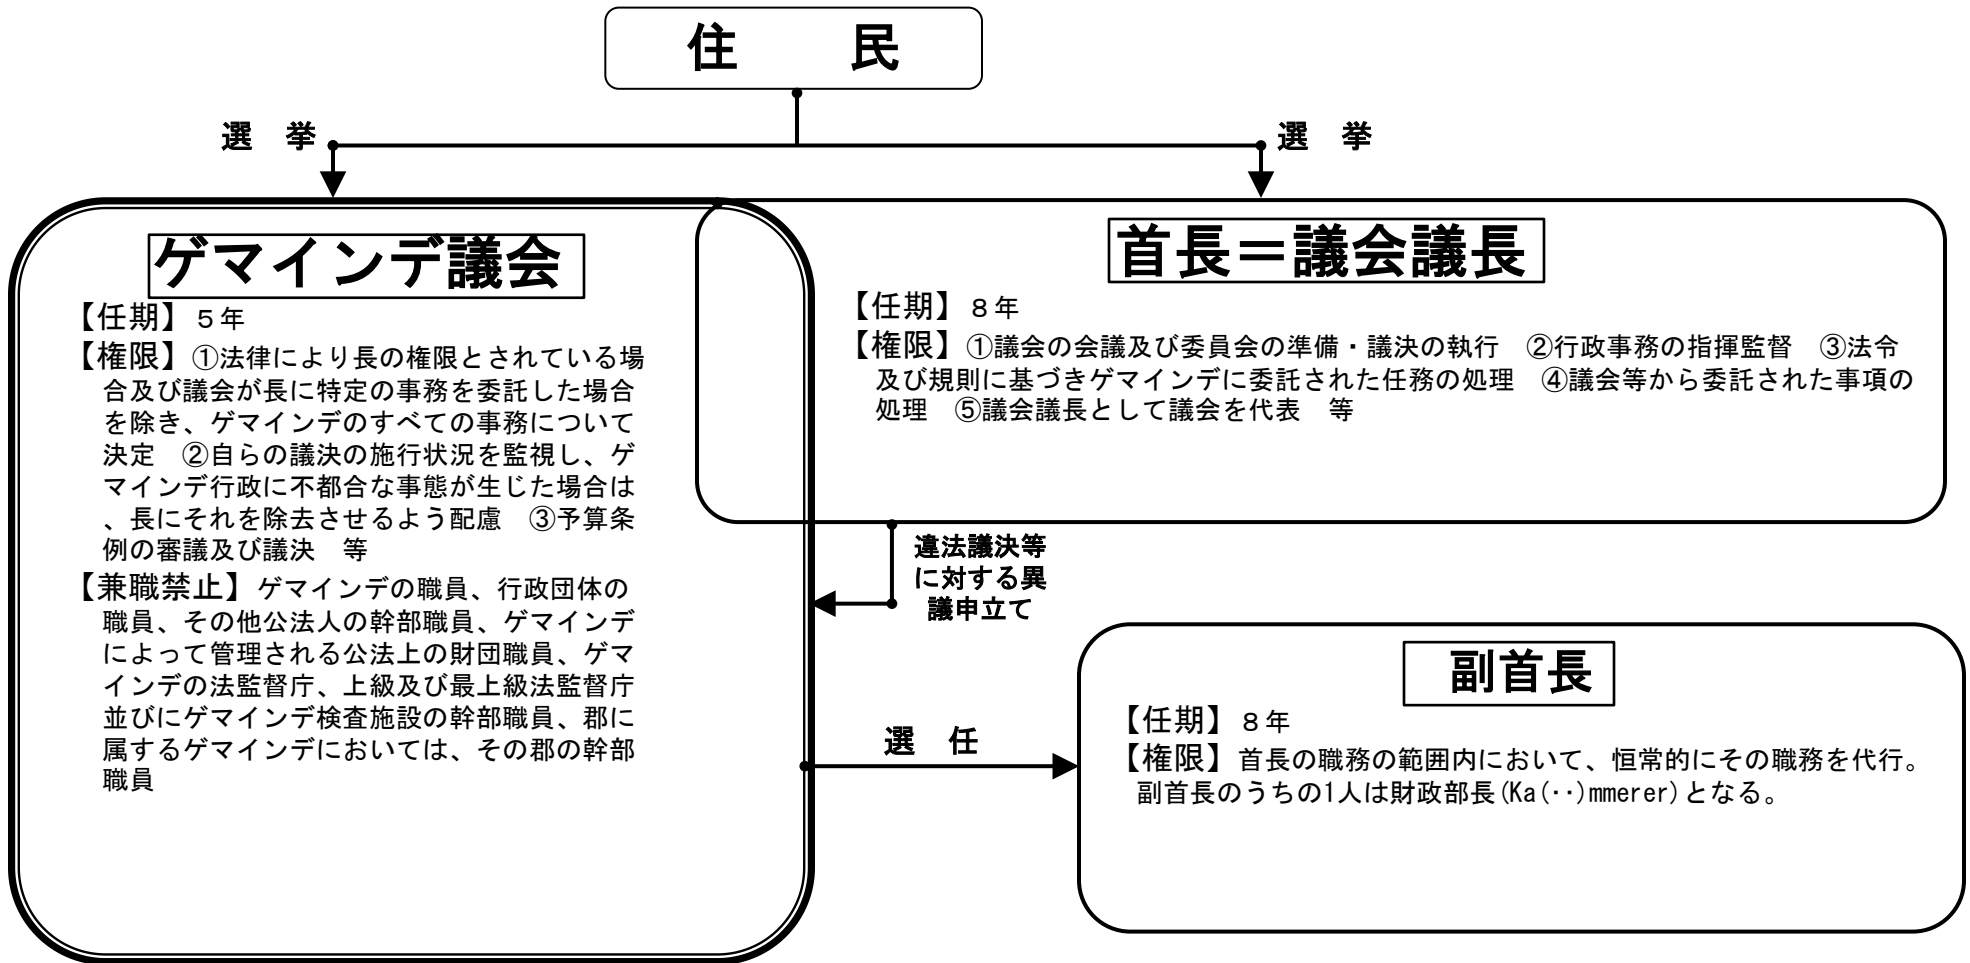 住　　民
選　挙
選　挙
ゲマインデ議会
【任期】５年
【権限】①法律により長の権限とされている場
合及び議会が長に特定の事務を委託した場合
を除き、ゲマインデのすべての事務について
決定　②自らの議決の施行状況を監視し、ゲ
マインデ行政に不都合な事態が生じた場合は
、長にそれを除去させるよう配慮　③予算条
例の審議及び議決　等
【兼職禁止】ゲマインデの職員、行政団体の
職員、その他公法人の幹部職員、ゲマインデ
によって管理される公法上の財団職員、ゲマ
インデの法監督庁、上級及び最上級法監督庁
並びにゲマインデ検査施設の幹部職員、郡に
属するゲマインデにおいては、その郡の幹部
職員
首長＝議会議長
【任期】８年
【権限】①議会の会議及び委員会の準備・議決の執行　②行政事務の指揮監督　③法令
及び規則に基づきゲマインデに委託された任務の処理　④議会等から委託された事項の
処理　⑤議会議長として議会を代表　等
違法議決等
に対する異
議申立て
選　任
副首長
【任期】８年
【権限】首長の職務の範囲内において、恒常的にその職務を代行。
副首長のうちの1人は財政部長(Ka(··)mmerer)となる。